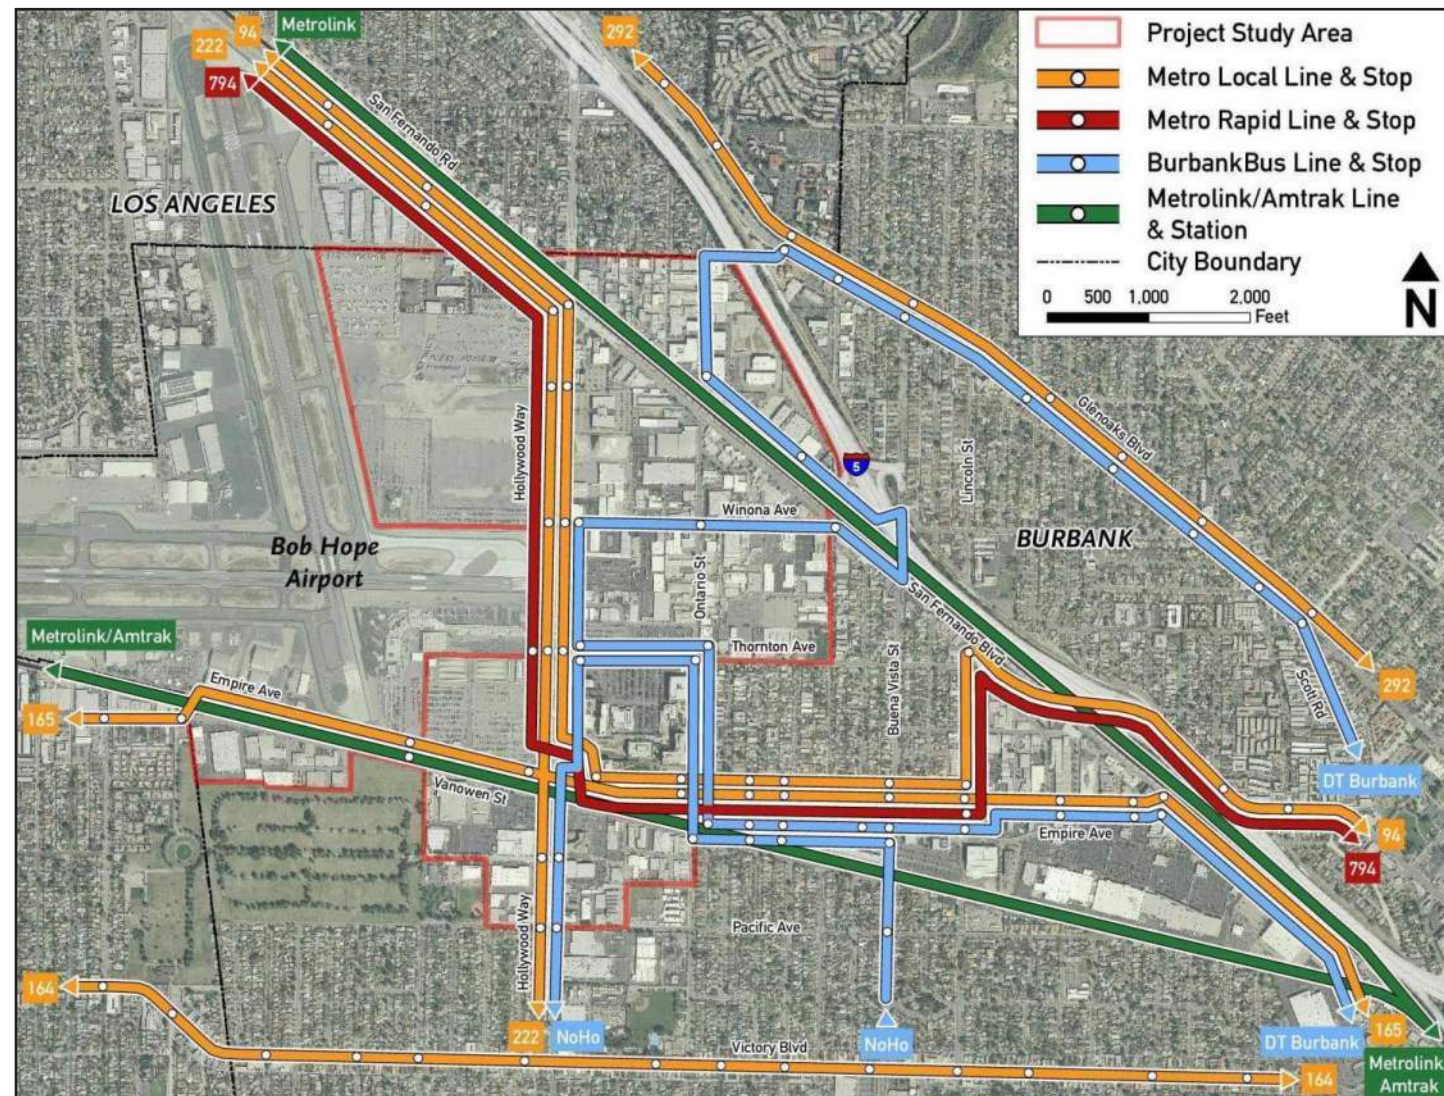 94
Metrolink
222
794
292
San Fernando Rd
LOS ANGELES
Project Study Area
Metro Local Line & Stop
Metro Rapid Line & Stop
BurbankBus Line & Stop
Metrolink/Amtrak Line
& Station
City Boundary
0 500 1,000 2,000
Feet
N
Glenoaks Blvd
Hollywood Way
5
Lincoln St
Winona Ave
BURBANK
Bob Hope
Airport
Ontario St
San Fernando Blvd
Metrolink/Amtrak
Thornton Ave
Buena Vista St
Empire Ave
292
165
Scott Rd
DT Burbank
Vanowen St
Empire Ave
94
794
Pacific Ave
Hollywood Way
164
222
NoHo
NoHo
DT Burbank
165
Victory Blvd
Metrolink
Amtrak
164